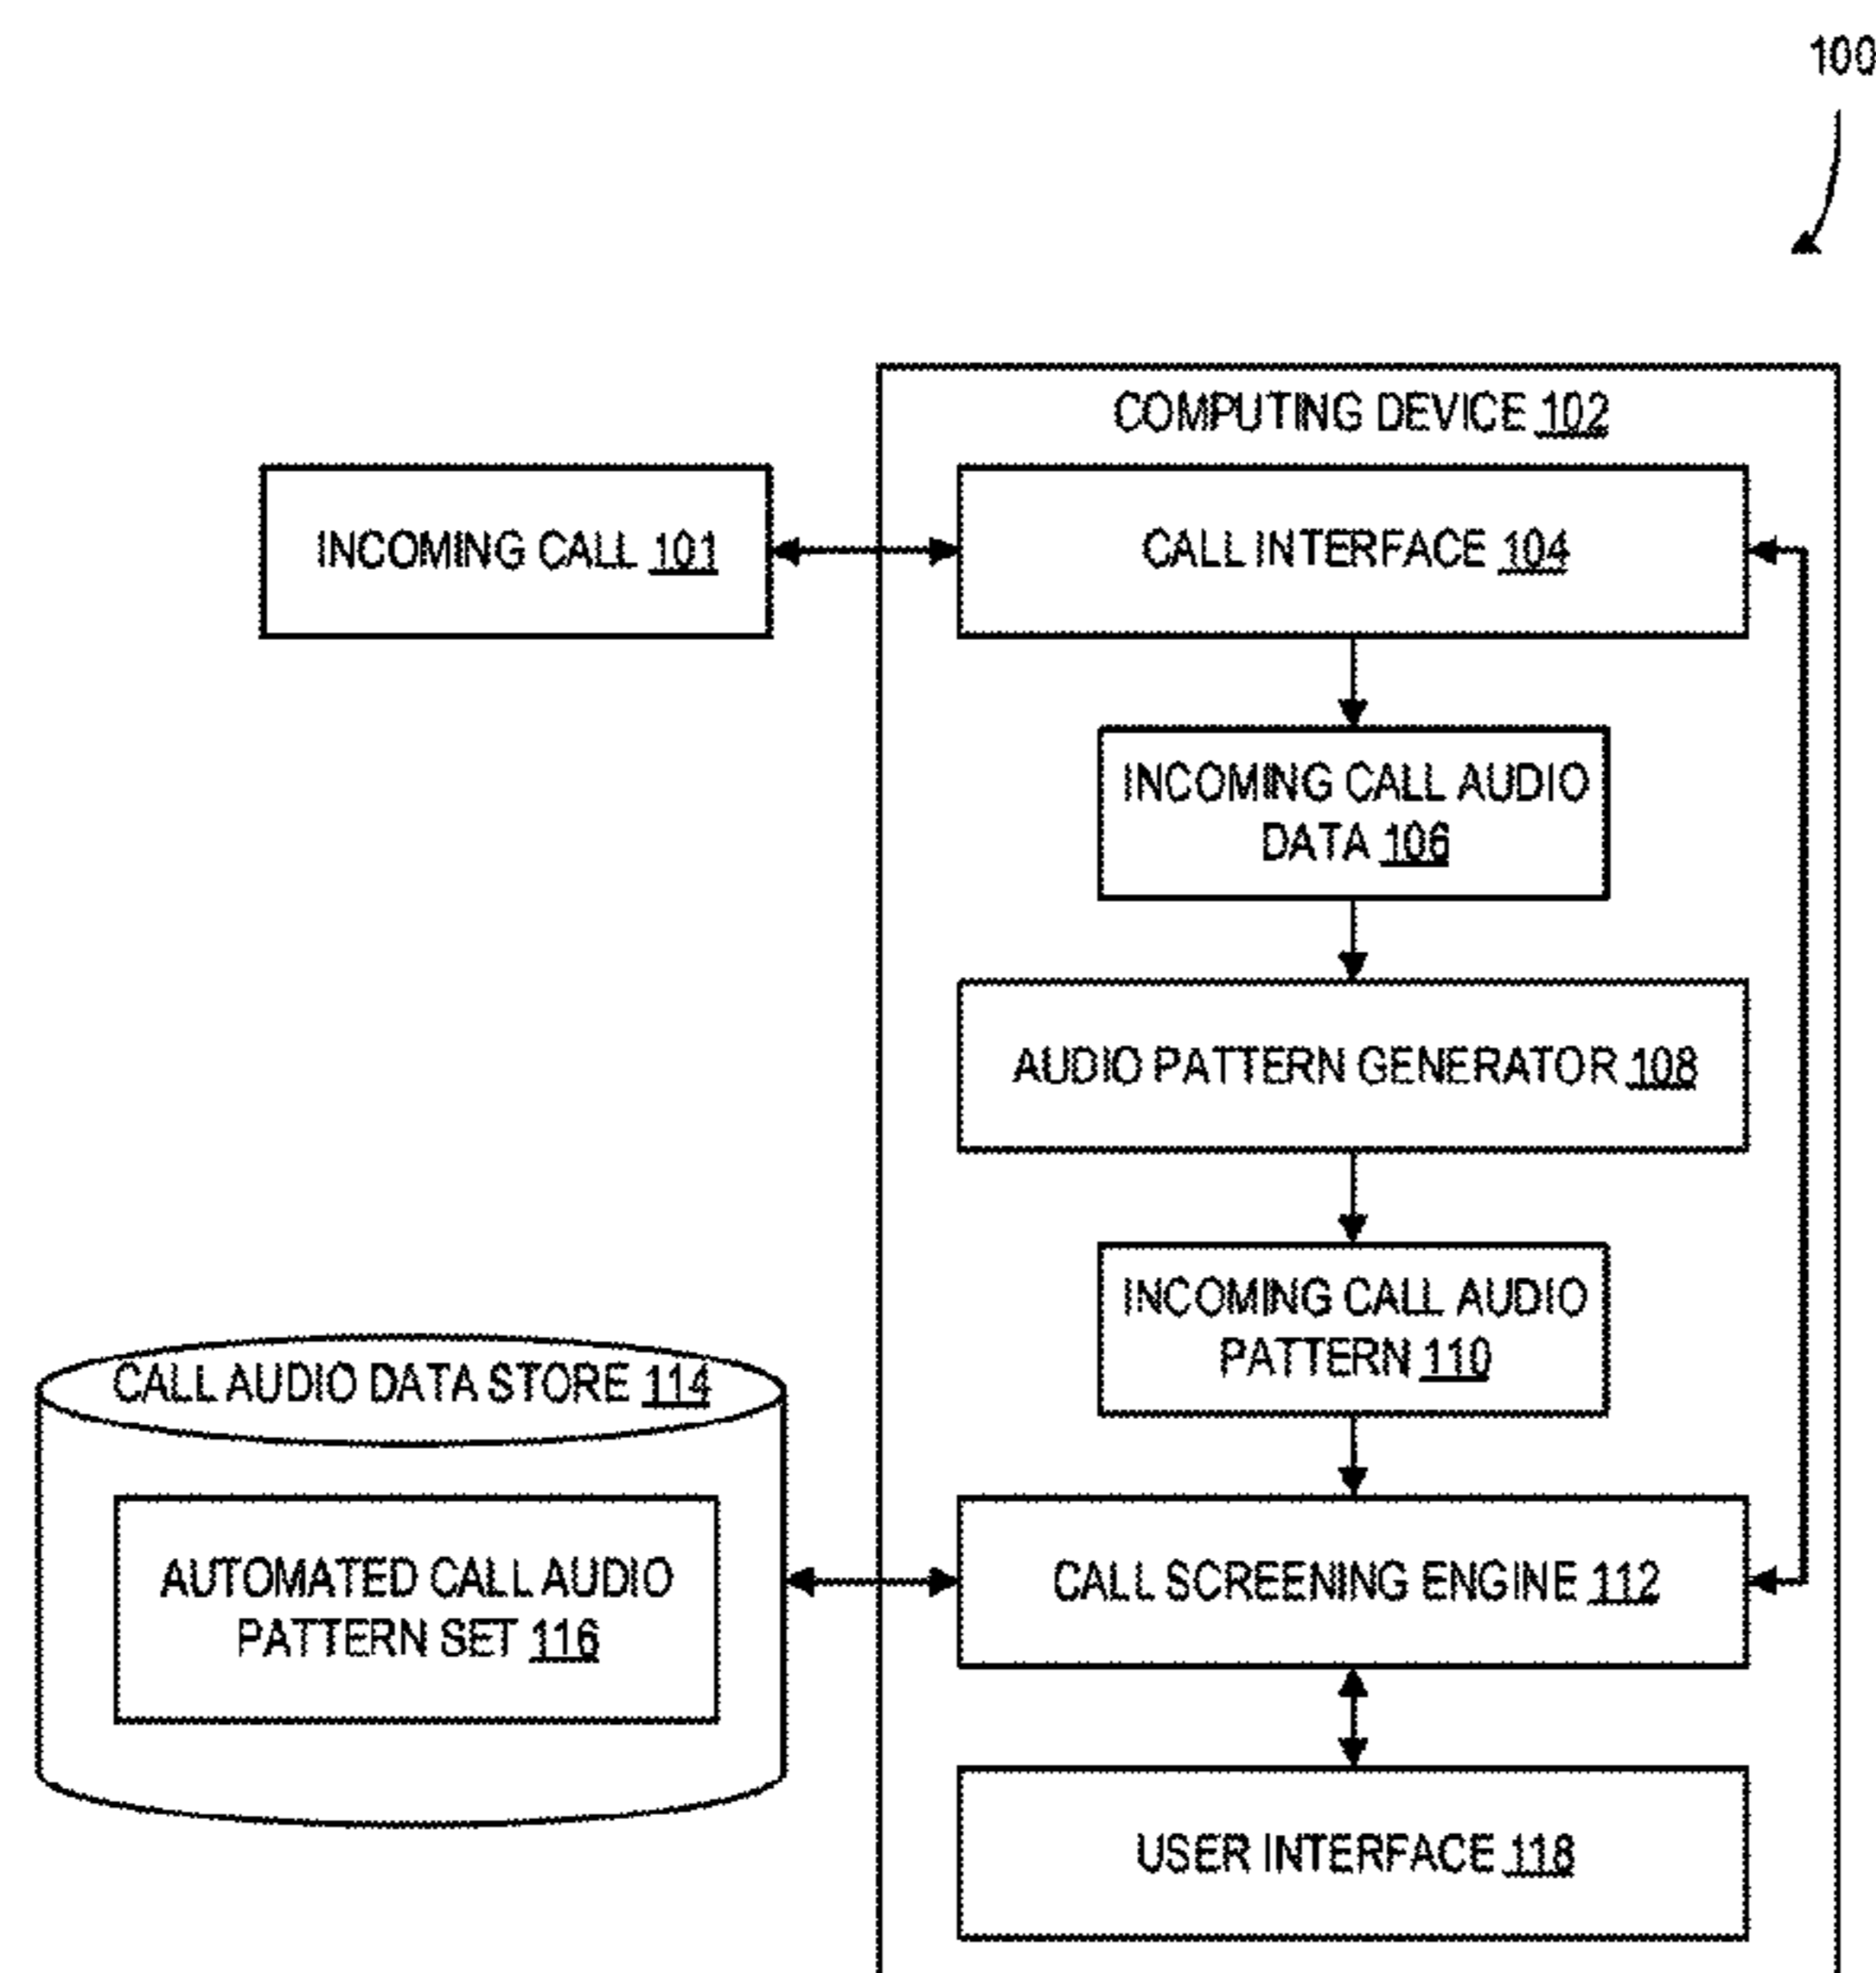 100
COMPUTING DEVICE 102
INCOMING CALL 101
CALL INTERFACE 104
INCOMING CALL AUDIO
DATA 106
AUDIO PATTERN GENERATOR 108
INCOMING CALL AUDIO
PATTERN 110
CALL AUDIO DATA STORE 114
AUTOMATED CALL AUDIO
PATTERN SET 116
CALL SCREENING ENGINE 112
USER INTERFACE 118